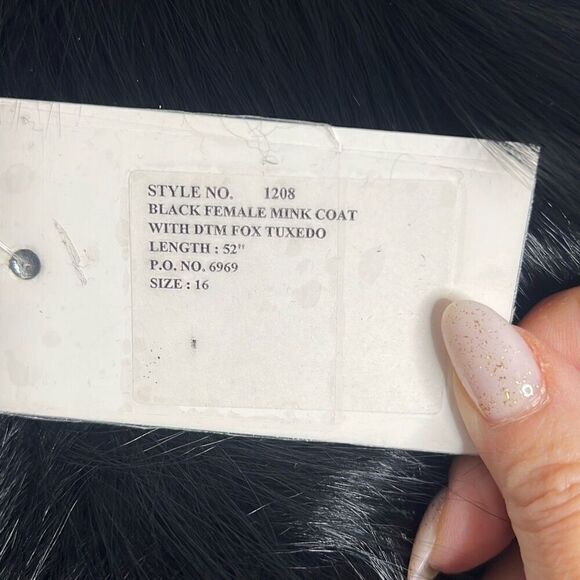 STYLE NO. 1208
BLACK FEMALE MINK COAT
WITH DTM FOX TUXEDO
LENGTH : 52"
P.O. NO. 6969
SIZE : 16